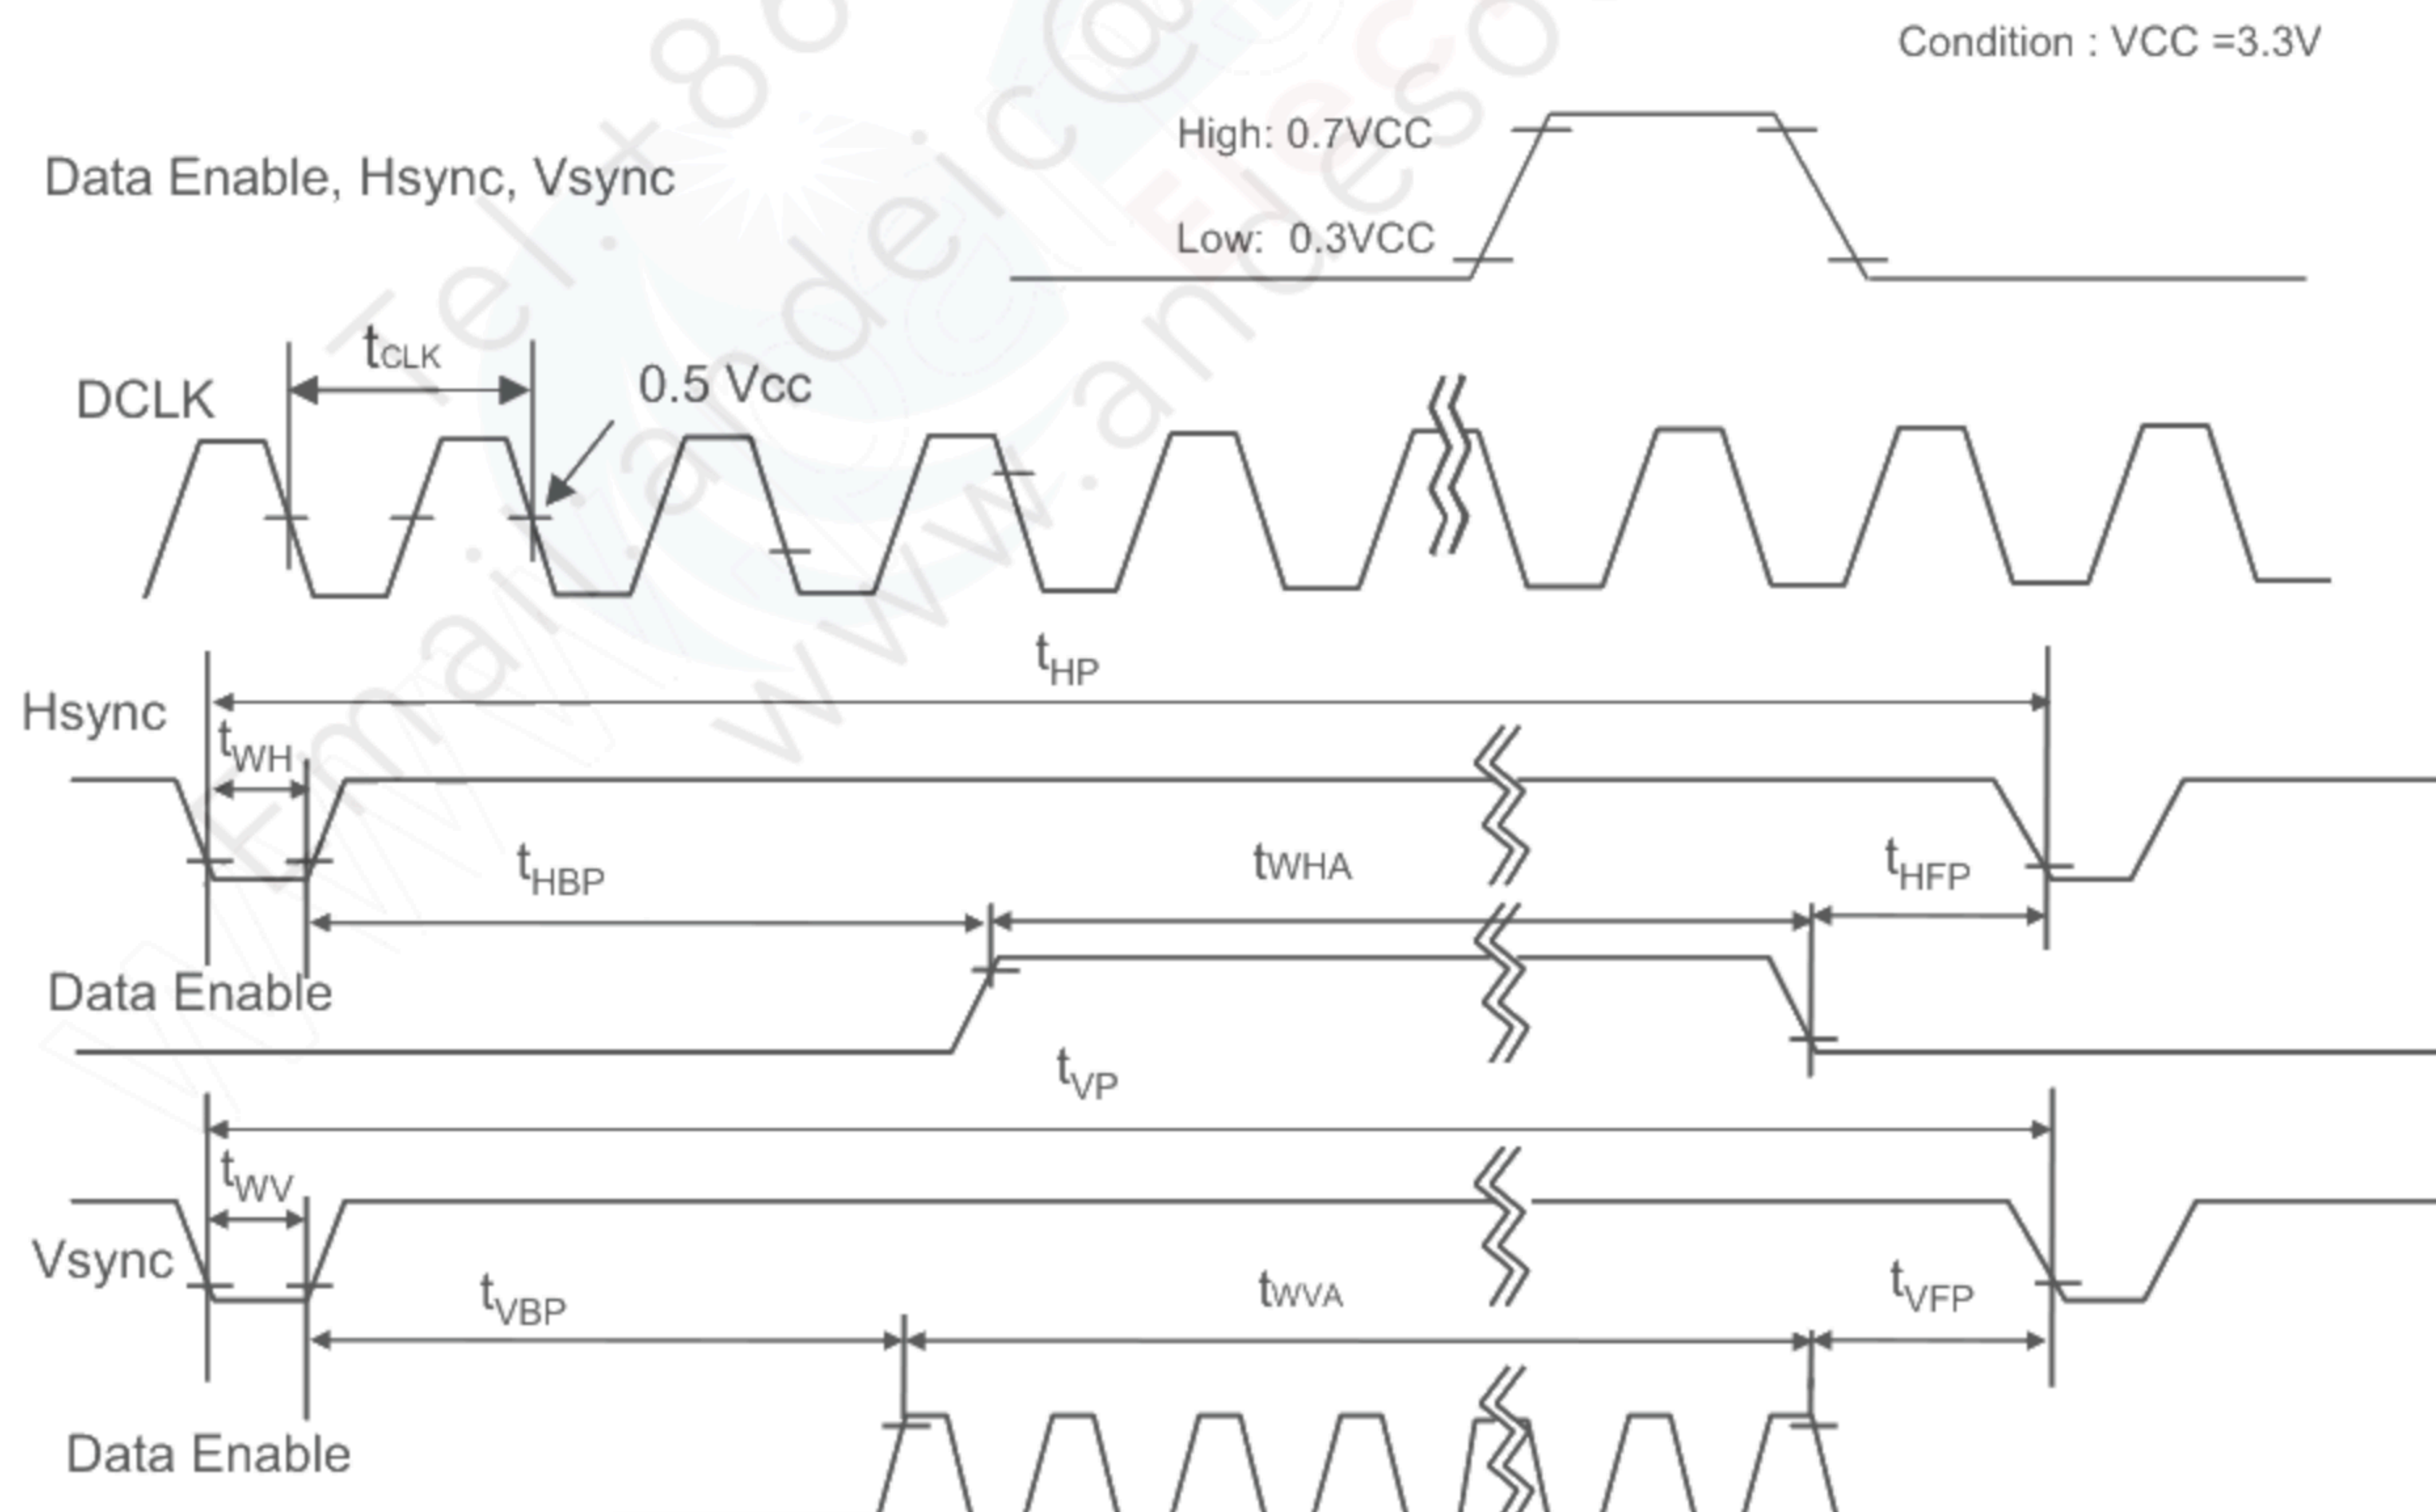 Condition : VCC =3.3V
High: 0.7VCC
Data Enable, Hsync, Vsync
Low: 0.3VCC
tCLK
DCLK
0.5 Vcc
tHP
Hsync
tWH
tHBP
tWHA
tHFP
Data Enable
tVP
tWV
Vsync
tVBP
tWVA
tVFP
Data Enable